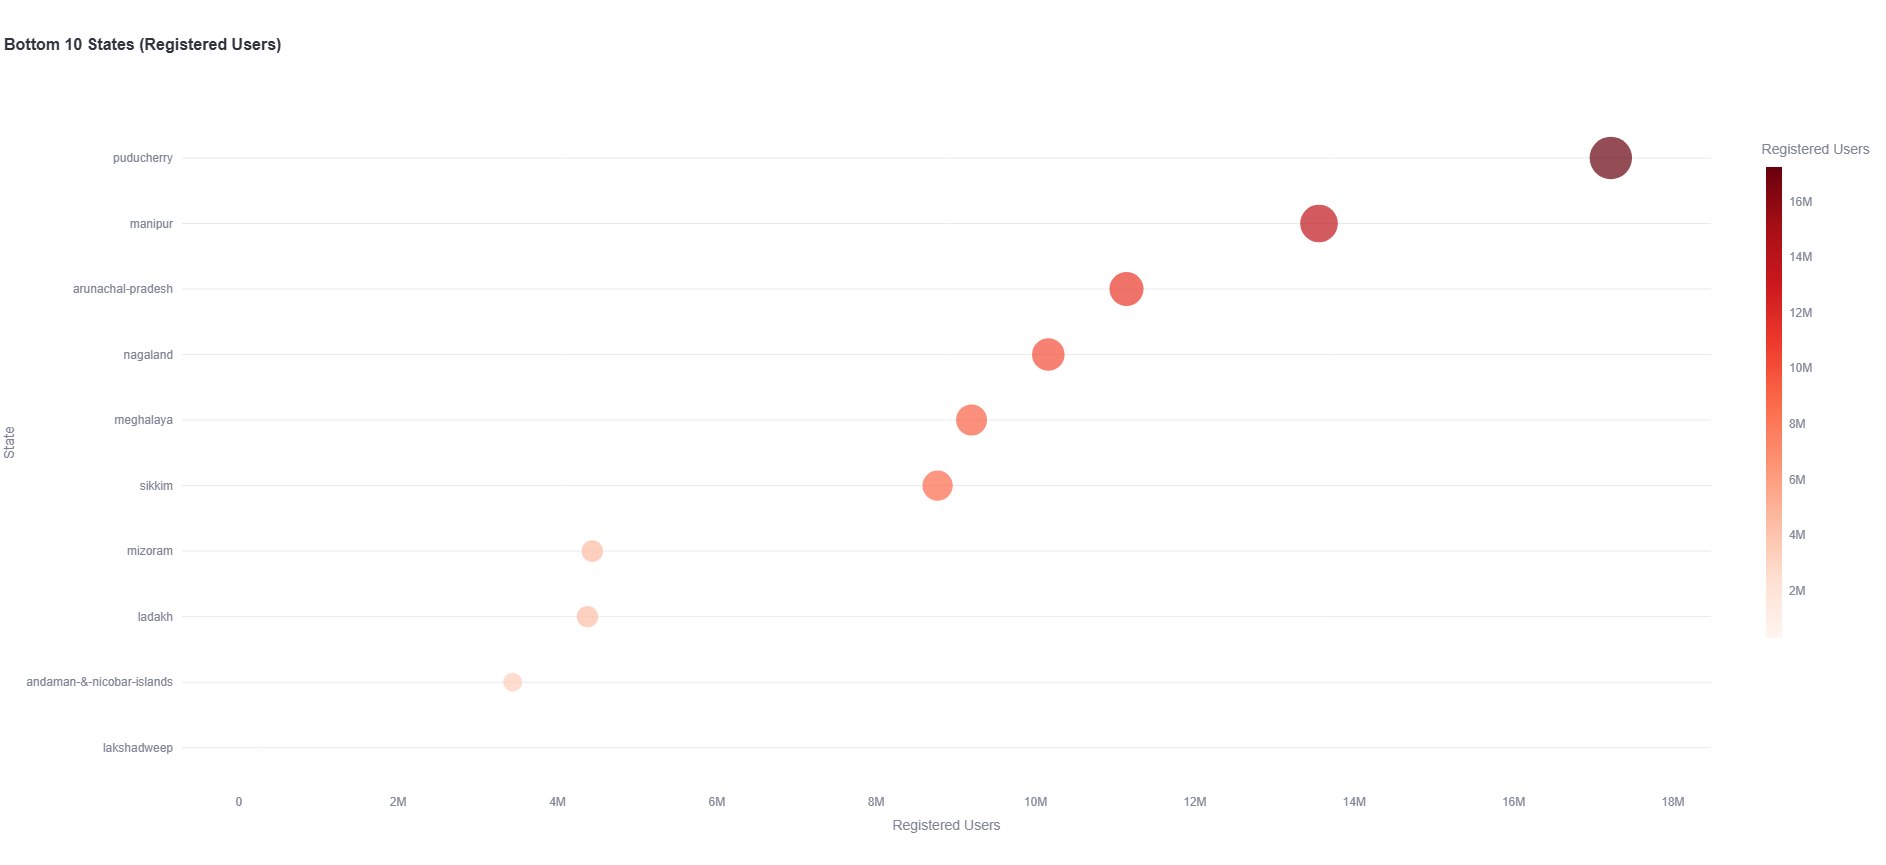 Bottom 10 States (Registered Users)
puducherry
manipur
arunachal-pradesh
nagaland
meghalaya
sikkim
mizoram
ladakh
andaman-&-nicobar-islands
lakshadweep
State
0 2M 4M 6M 8M 10M 12M 14M 16M 18M
Registered Users
Registered Users
16M
14M
12M
10M
8M
6M
4M
2M